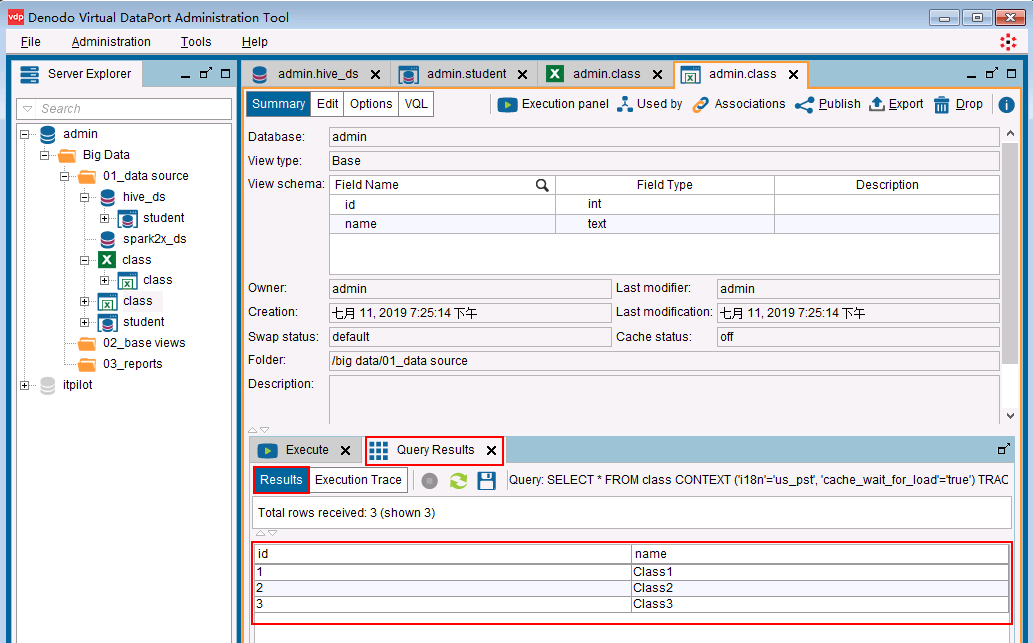 vdp Denodo Virtual DataPort Administration Tool
File Administration Tools Help
Server Explorer
Search
admin
Big Data
01_data source
hive_ds
student
spark2x_ds
class
class
class
student
02_base views
03_reports
itpilot
admin.hive_ds admin.student admin.class admin.class
Summary Edit Options VQL Execution panel Used by Associations Publish Export Drop
Database: admin
View type: Base
View schema: Field Name Field Type Description
id int
name text
Owner: admin Last modifier: admin
Creation: 七月 11, 2019 7:25:14 下午 Last modification: 七月 11, 2019 7:25:14 下午
Swap status: default Cache status: off
Folder: /big data/01_data source
Description:
Execute Query Results
Results Execution Trace Query: SELECT * FROM class CONTEXT ('i18n'='us_pst', 'cache_wait_for_load'='true') TRAC
Total rows received: 3 (shown 3)
id name
1 Class1
2 Class2
3 Class3